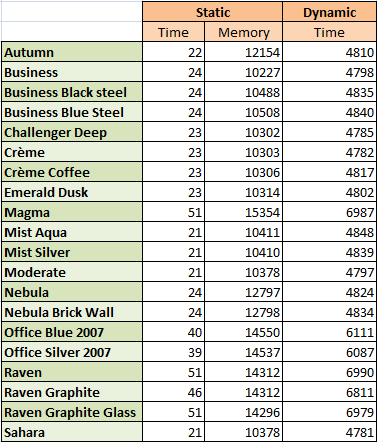 Static Dynamic
Time Memory Time
Autumn 22 12154 4810
Business 24 10227 4798
Business Black steel 24 10488 4835
Business Blue Steel 24 10508 4840
Challenger Deep 23 10302 4785
Crème 23 10303 4782
Crème Coffee 23 10306 4817
Emerald Dusk 23 10314 4802
Magma 51 15354 6987
Mist Aqua 21 10411 4848
Mist Silver 21 10410 4839
Moderate 21 10378 4797
Nebula 24 12797 4824
Nebula Brick Wall 24 12798 4834
Office Blue 2007 40 14550 6111
Office Silver 2007 39 14537 6087
Raven 51 14312 6990
Raven Graphite 46 14312 6811
Raven Graphite Glass 51 14296 6979
Sahara 21 10378 4781